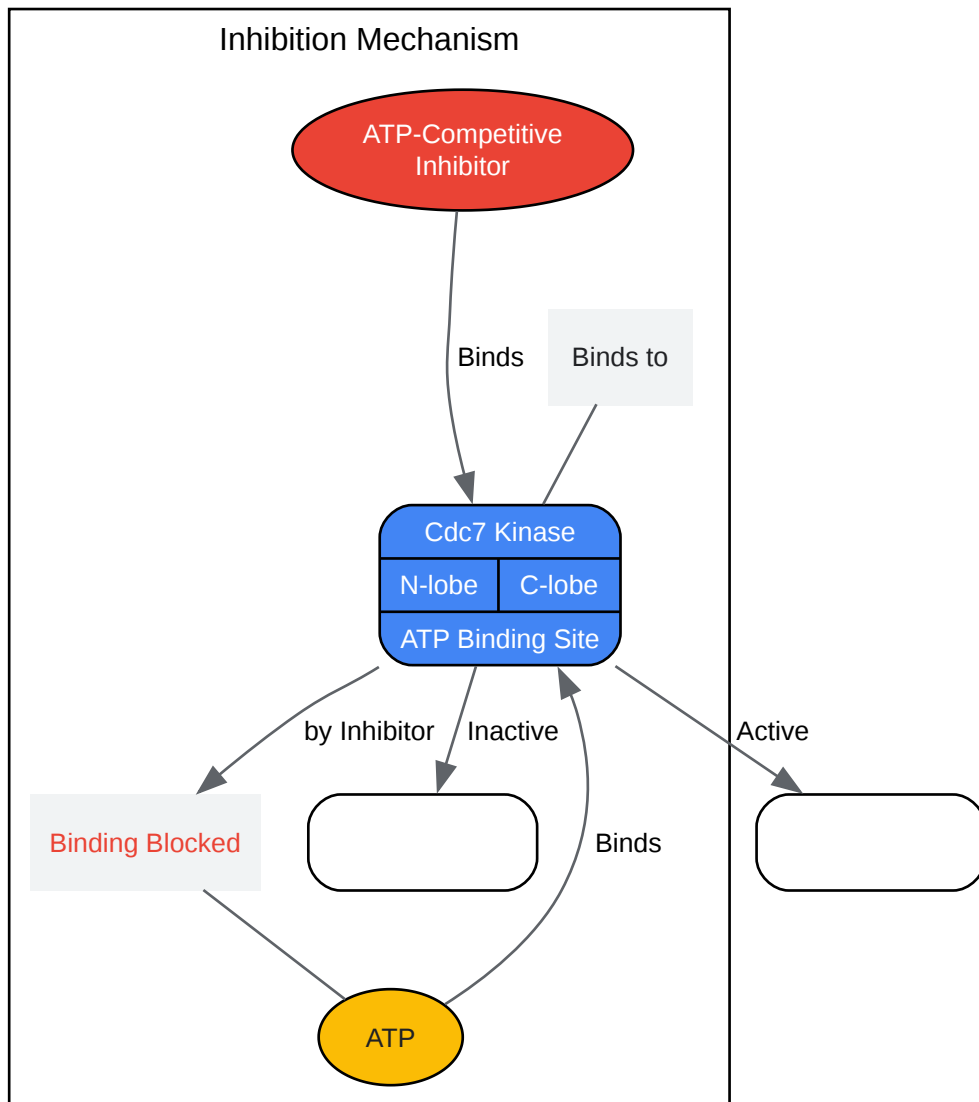 Inhibition Mechanism
ATP-Competitive
Inhibitor
Binds
Binds to
Cdc7 Kinase
N-lobe
C-lobe
ATP Binding Site
by Inhibitor
Inactive
Active
Binding Blocked
Binds
ATP